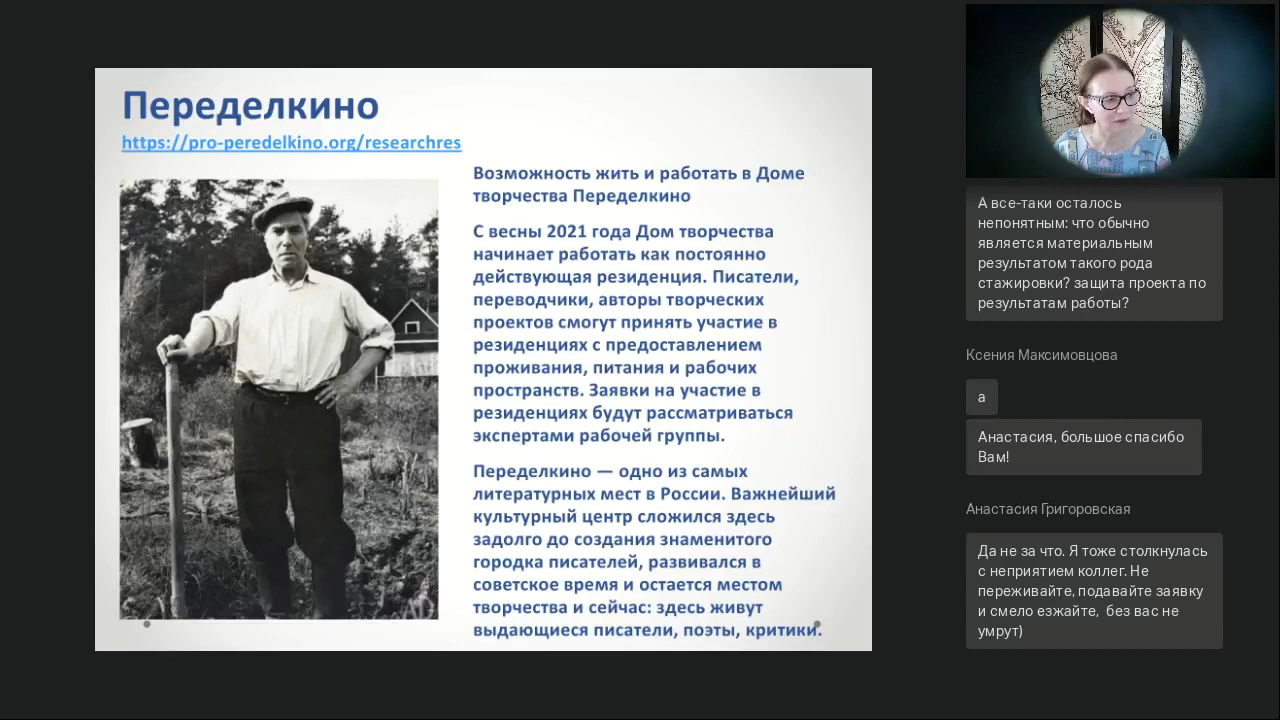 Переделкино
https://pro-peredelkino.org/researchres
Возможность жить и работать в Доме
творчества Переделкино
С весны 2021 года Дом творчества
начинает работать как постоянно
действующая резиденция. Писатели,
переводчики, авторы творческих
проектов смогут принять участие в
резиденциях с предоставлением
проживания, питания и рабочих
пространств. Заявки на участие в
резиденциях будут рассматриваться
экспертами рабочей группы.
Переделкино — одно из самых
литературных мест в России. Важнейший
культурный центр сложился здесь
задолго до создания знаменитого
городка писателей, развивался в
советское время и остается местом
творчества и сейчас: здесь живут
выдающиеся писатели, поэты, критики.
А все-таки осталось
непонятным: что обычно
является материальным
результатом такого рода
стажировки? защита проекта по
результатам работы?
Ксения Максимовцова
а
Анастасия, большое спасибо
Вам!
Анастасия Григоровская
Да не за что. Я тоже столкнулась
с неприятием коллег. Не
переживайте, подавайте заявку
и смело езжайте, без вас не
умрут)